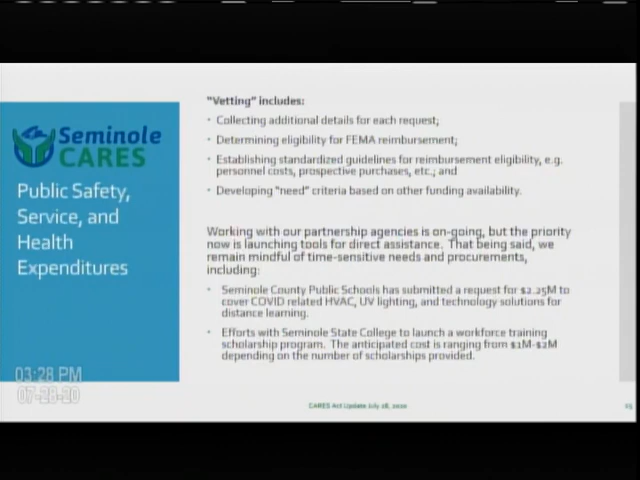 Seminole
CARES
Public Safety,
Service, and
Health
Expenditures
"Vetting" includes:
• Collecting additional details for each request;
• Determining eligibility for FEMA reimbursement;
• Establishing standardized guidelines for reimbursement eligibility, e.g.
personnel costs, prospective purchases, etc.; and
• Developing "need" criteria based on other funding availability.
Working with our partnership agencies is on-going, but the priority
now is launching tools for direct assistance. That being said, we
remain mindful of time-sensitive needs and procurements,
including:
• Seminole County Public Schools has submitted a request for $2.25M to
cover COVID related HVAC, UV lighting, and technology solutions for
distance learning.
• Efforts with Seminole State College to launch a workforce training
scholarship program. The anticipated cost is ranging from $1M-$2M
depending on the number of scholarships provided.
03:28 PM
07-28-20
CARES Act Update July 28, 2020